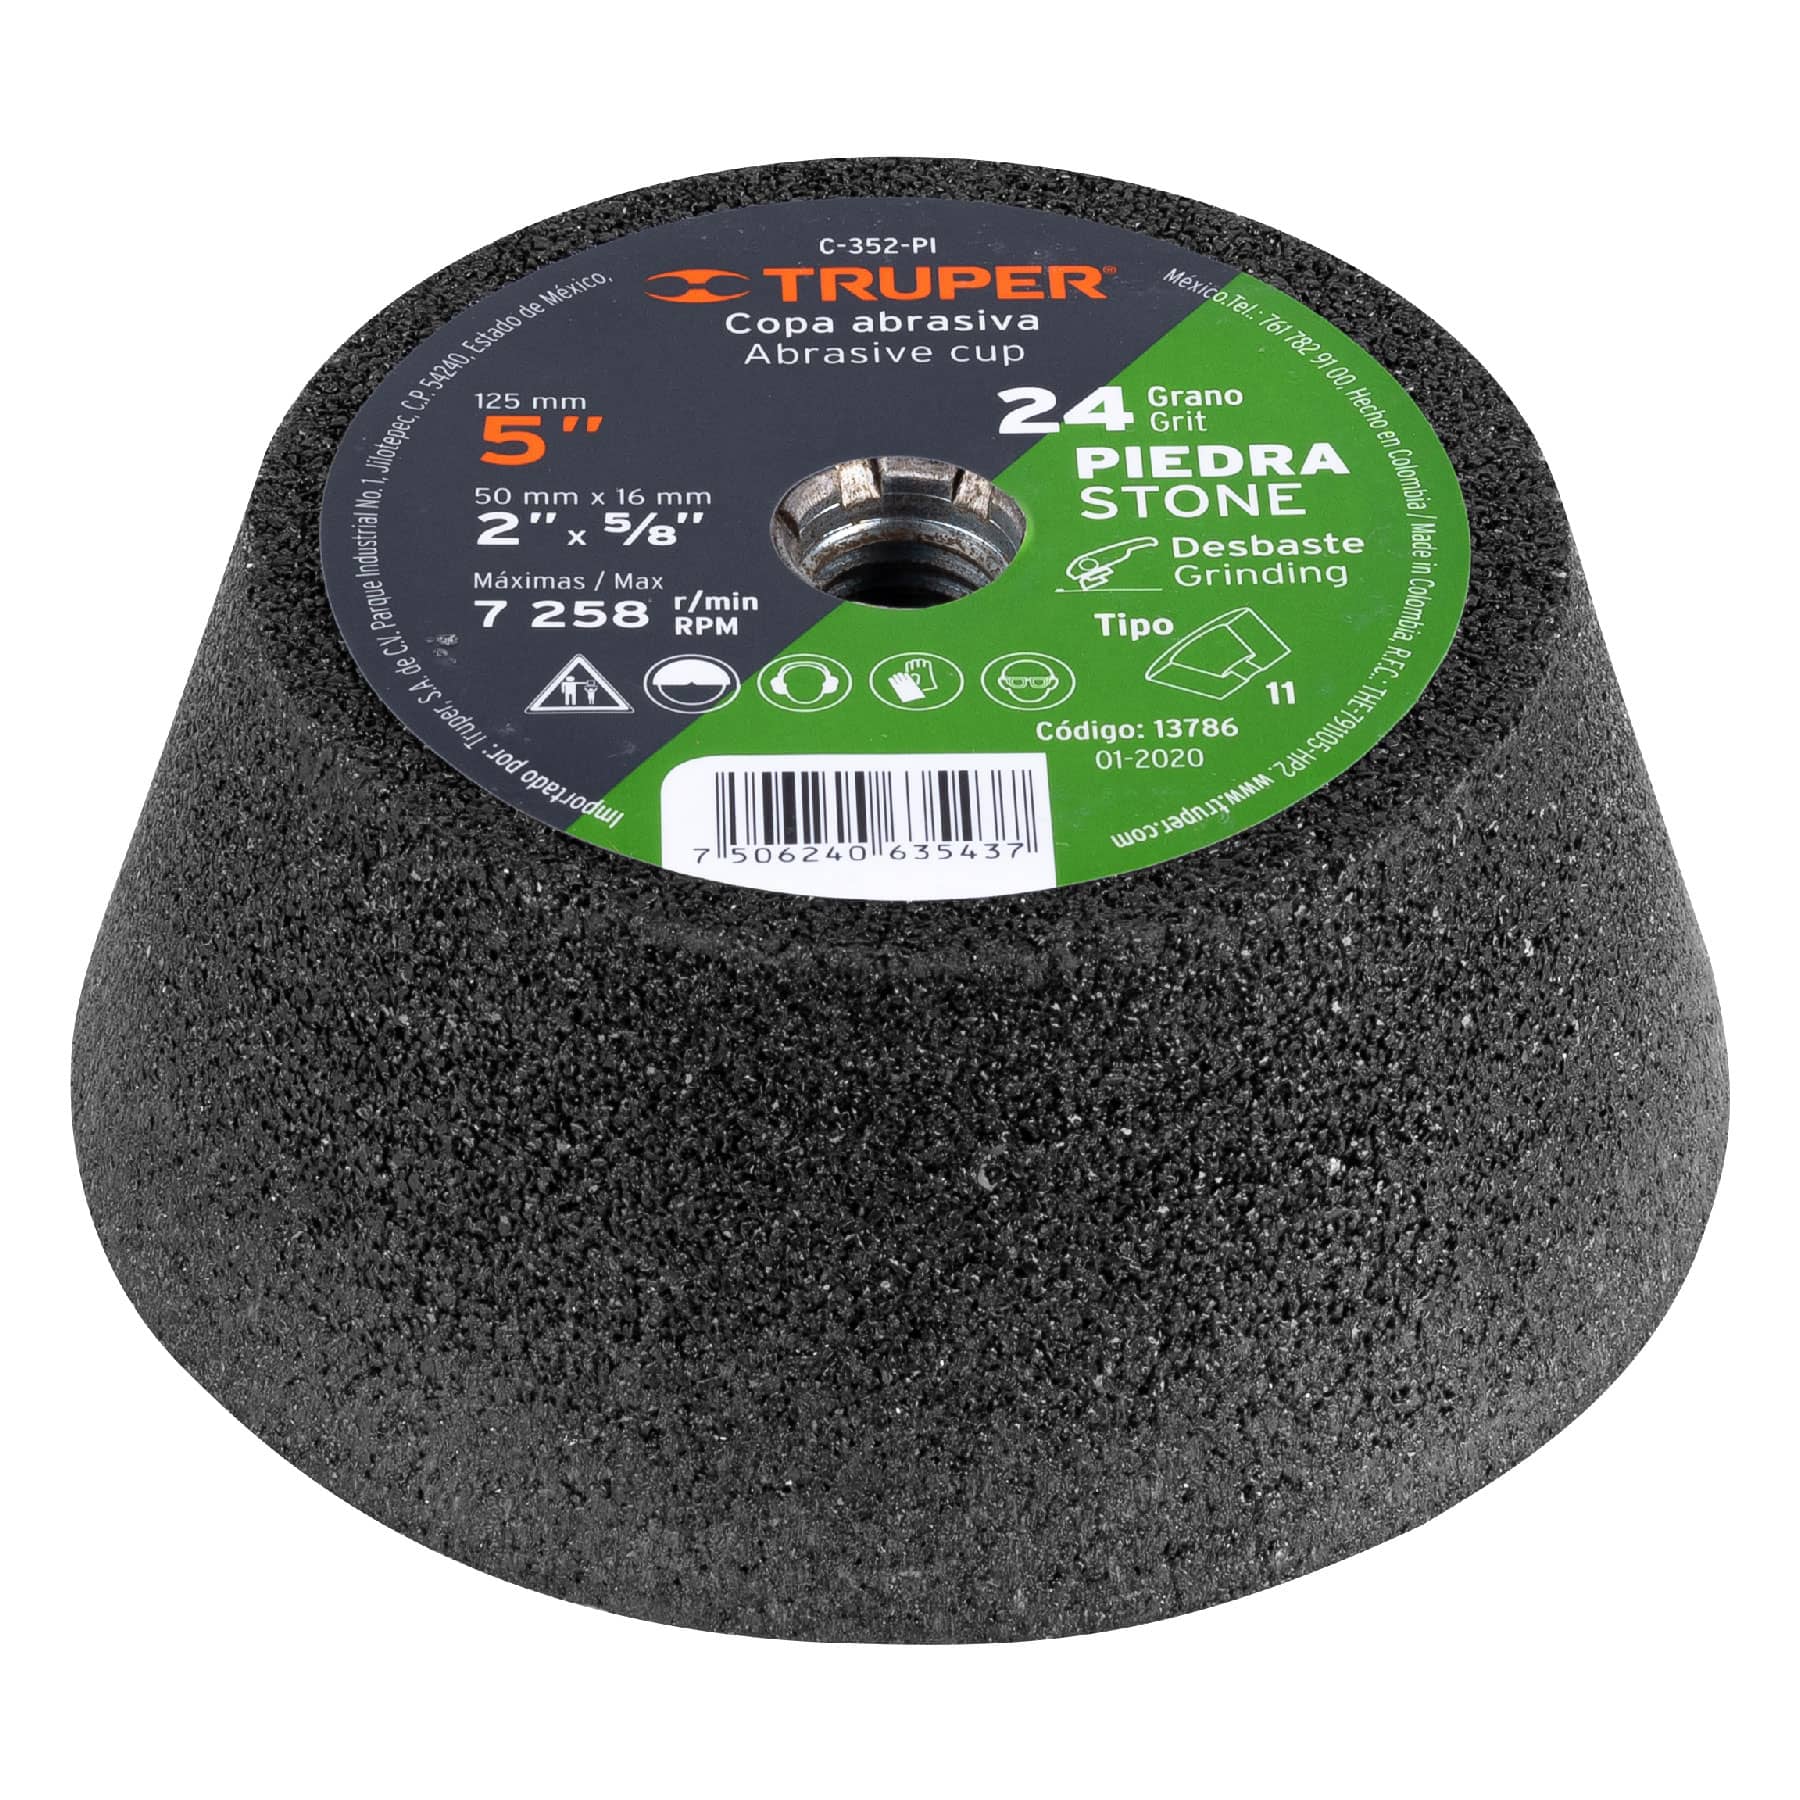 C-352-PI
TRUPER®
Copa abrasiva
Abrasive cup
125 mm
5"
50 mm x 16 mm
2" x 5/8"
Máximas / Max
7 258 r/min
RPM
24 Grano
Grit
PIEDRA
STONE
Desbaste
Grinding
Tipo
11
Código: 13786
01-2020
7 506240 635437
Importado por: Truper, S.A. de C.V. Parque Industrial No. 1, Jilotepec, C.P. 54240, Estado de México,
México. Tel.: 761 782 91 00, Hecho en Colombia / Made in Colombia, R.F.C.: THE-791105-HP2. www.truper.com